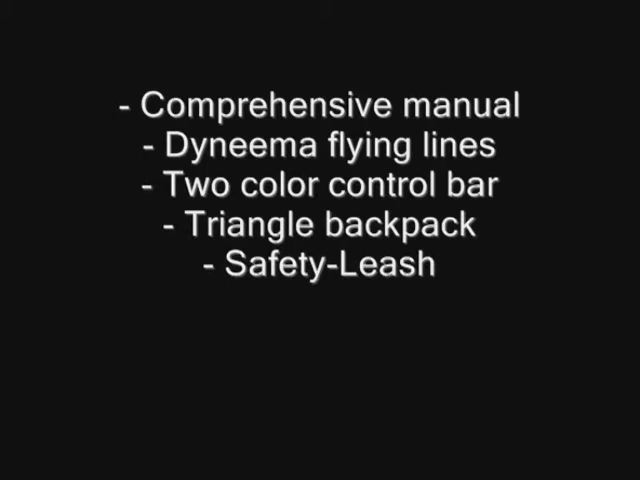 - Comprehensive manual
- Dyneema flying lines
- Two color control bar
- Triangle backpack
- Safety-Leash